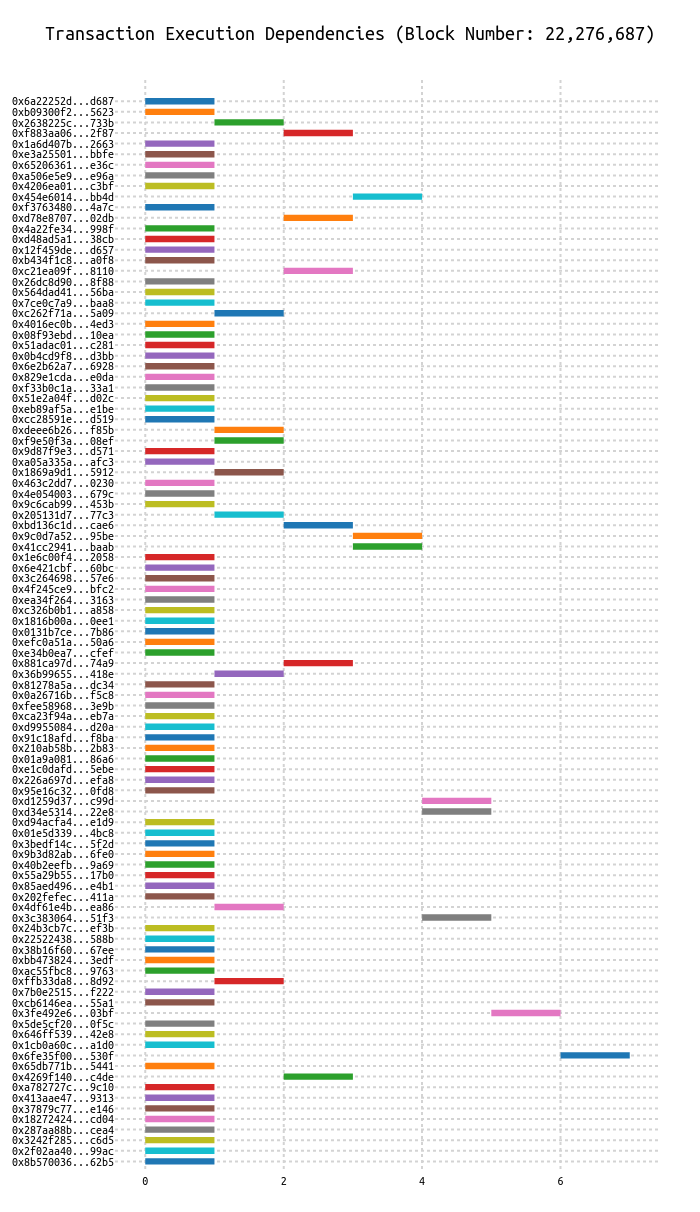 Transaction Execution Dependencies (Block Number: 22,276,687)
0x6a22252d...d687
0xb09300f2...5623
0x2638225c...733b
0xf883aa06...2f87
0x1a6d407b...2663
0xe3a25501...bbfe
0x65206361...e36c
0xa506e5e9...e96a
0x4206ea01...c3bf
0x454e6014...bb4d
0xf3763480...4a7c
0xd78e8707...02db
0x4a22fe34...998f
0xd48ad5a1...38cb
0x12f459de...d657
0xb434f1c8...a0f8
0xc21ea09f...8110
0x26dc8d90...8f88
0x564dad41...56ba
0x7ce0c7a9...baa8
0xc262f71a...5a09
0x4016ec0b...4ed3
0x08f93ebd...10ea
0x51adac01...c281
0x0b4cd9f8...d3bb
0x6e2b62a7...6928
0x829e1cda...e0da
0xf33b0c1a...33a1
0x51e2a04f...d02c
0xeb89af5a...e1be
0xcc28591e...d519
0xdeee6b26...f85b
0xf9e50f3a...08ef
0x9d87f9e3...d571
0xa05a335a...afc3
0x1869a9d1...5912
0x463c2dd7...0230
0x4e054003...679c
0x9c6cab99...453b
0x205131d7...77c3
0xbd136c1d...cae6
0x9c0d7a52...95be
0x41cc2941...baab
0x1e6c00f4...2058
0x6e421cbf...60bc
0x3c264698...57e6
0x4f245ce9...bfc2
0xea34f264...3163
0xc326b0b1...a858
0x1816b00a...0ee1
0x0131b7ce...7b86
0xefc0a51a...50a6
0xe34b0ea7...cfef
0x881ca97d...74a9
0x36b99655...418e
0x81278a5a...dc34
0x0a26716b...f5c8
0xfee58968...3e9b
0xca23f94a...eb7a
0xd9955084...d20a
0x91c18afd...f8ba
0x210ab58b...2b83
0x01a9a081...86a6
0xe1c0dafd...5ebe
0x226a697d...efa8
0x95e16c32...0fd8
0xd1259d37...c99d
0xd34e5314...22e8
0xd94acfa4...e1d9
0x01e5d339...4bc8
0x3bedf14c...5f2d
0x9b3d82ab...6fe0
0x40b2eefb...9a69
0x55a29b55...17b0
0x85aed496...e4b1
0x202fefec...411a
0x4df61e4b...ea86
0x3c383064...51f3
0x24b3cb7c...ef3b
0x22522438...588b
0x38b16f60...67ee
0xbb473824...3edf
0xac55fbc8...9763
0xffb33da8...8d92
0x7b0e2515...f222
0xcb6146ea...55a1
0x3fe492e6...03bf
0x5de5cf20...0f5c
0x646ff539...42e8
0x1cb0a60c...a1d0
0x6fe35f00...530f
0x65db771b...5441
0x4269f140...c4de
0xa782727c...9c10
0x413aae47...9313
0x37879c77...e146
0x18272424...cd04
0x287aa88b...cea4
0x3242f285...c6d5
0x2f02aa40...99ac
0x8b570036...62b5
0 2 4 6